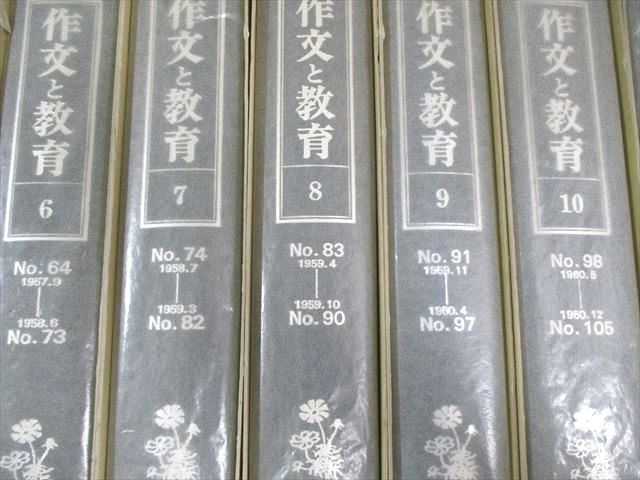 作文と教育
6
No.64
1957.9
1958.6
No.73
作文と教育
7
No.74
1958.7
1959.3
No.82
作文と教育
8
No.83
1959.4
1959.10
No.90
作文と教育
9
No.91
1959.11
1960.4
No.97
作文と教育
10
No.98
1960.5
1960.12
No.105